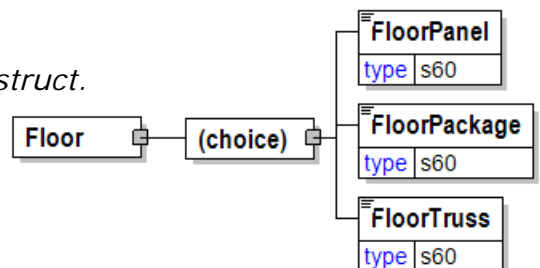 struct.
Floor
(choice)
FloorPanel
type s60
FloorPackage
type s60
FloorTruss
type s60